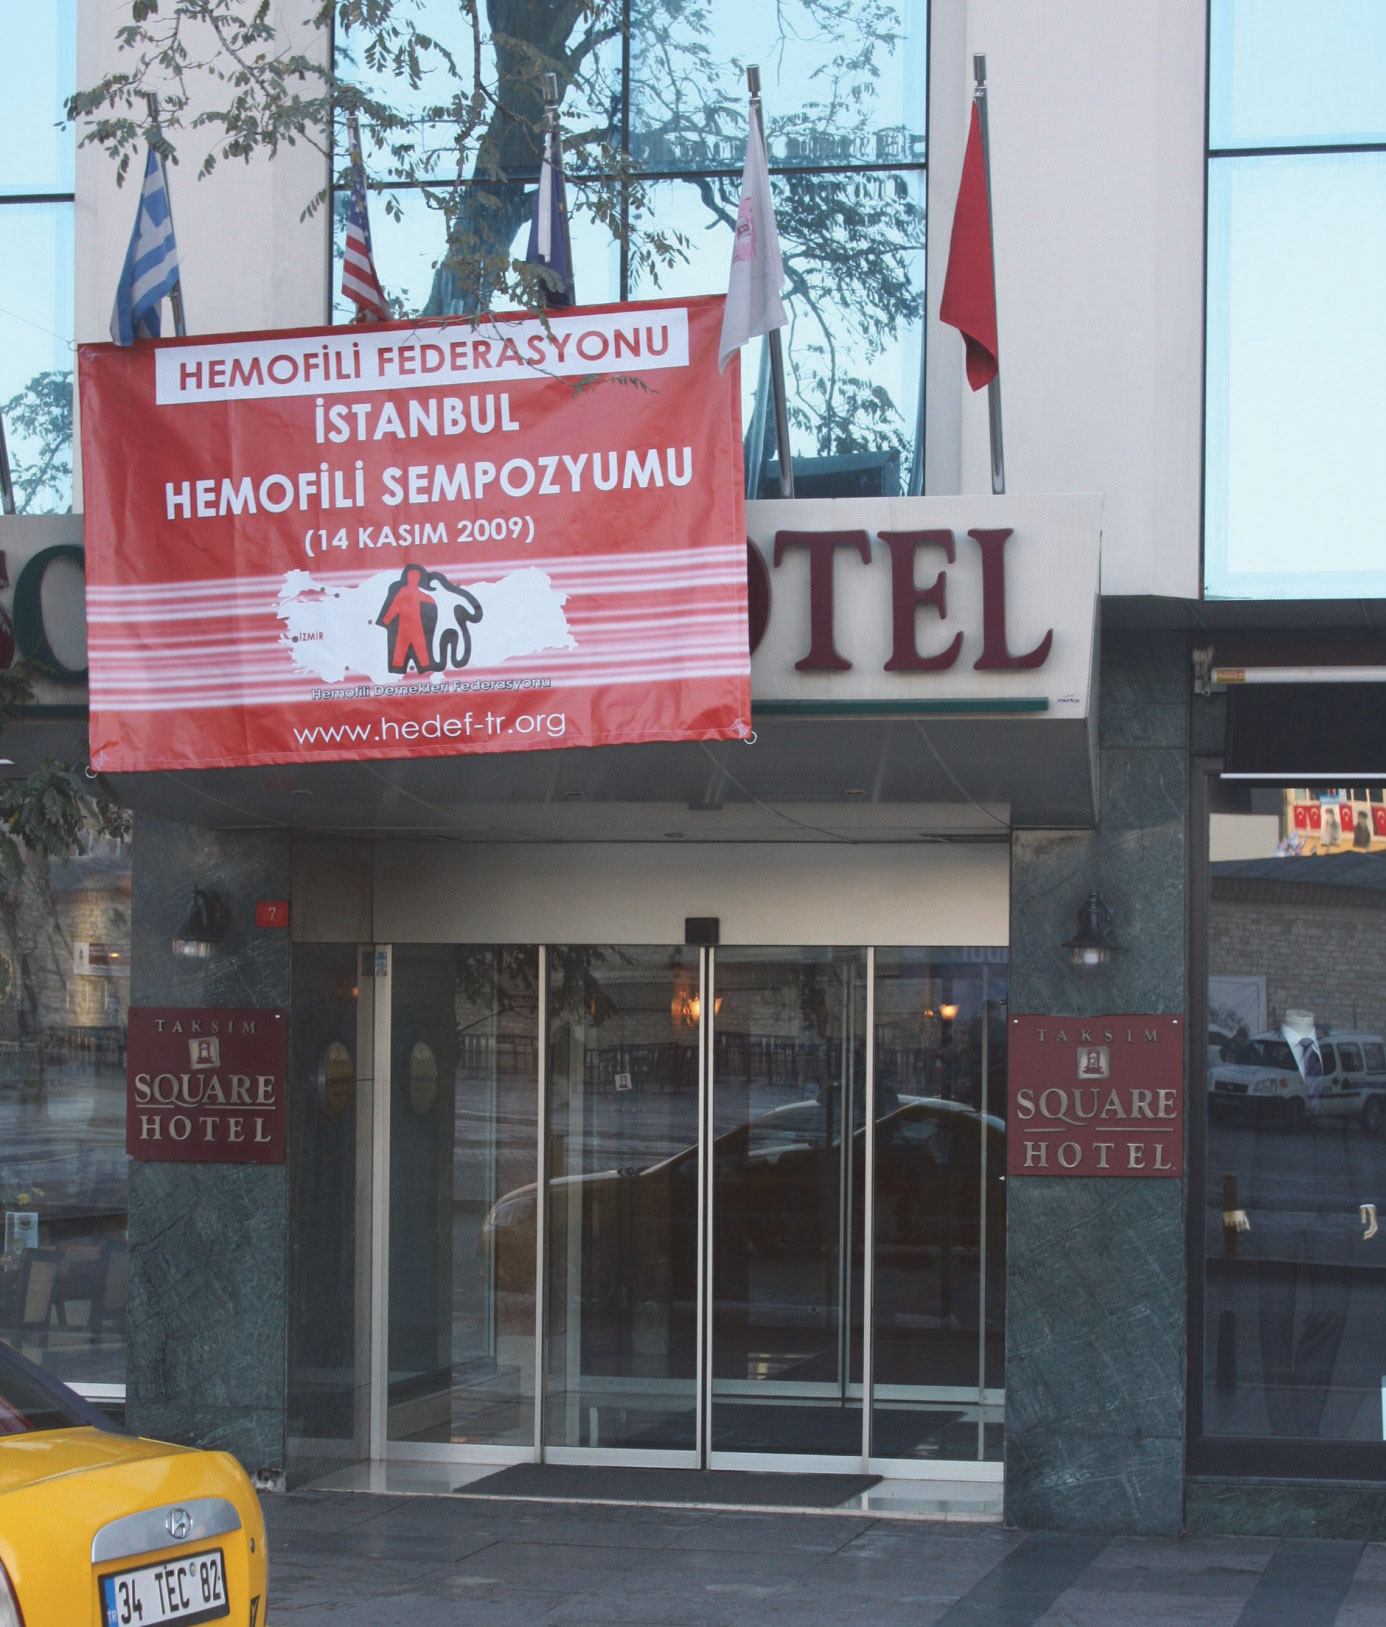 HEMOFİLİ FEDERASYONU
İSTANBUL
HEMOFİLİ SEMPOZYUMU
(14 KASIM 2009)
İZMİR
Hemofili Dernekleri Federasyonu
www.hedef-tr.org
OTEL
7
TAKSIM
SQUARE
HOTEL
TAKSIM
SQUARE
HOTEL
TR 34 TEC 82